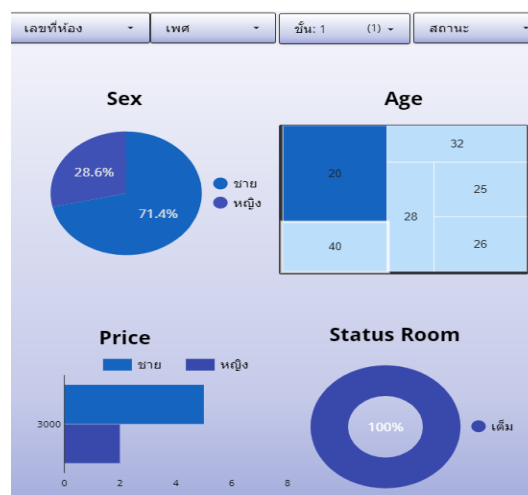 เลขที่ห้อง เพศ ชั้น: 1 (1) สถานะ
Sex
28.6%
71.4%
ชาย
หญิง
Age
20
32
28
25
40
26
Price
ชาย หญิง
3000
0 2 4 6 8
Status Room
100%
เต็ม